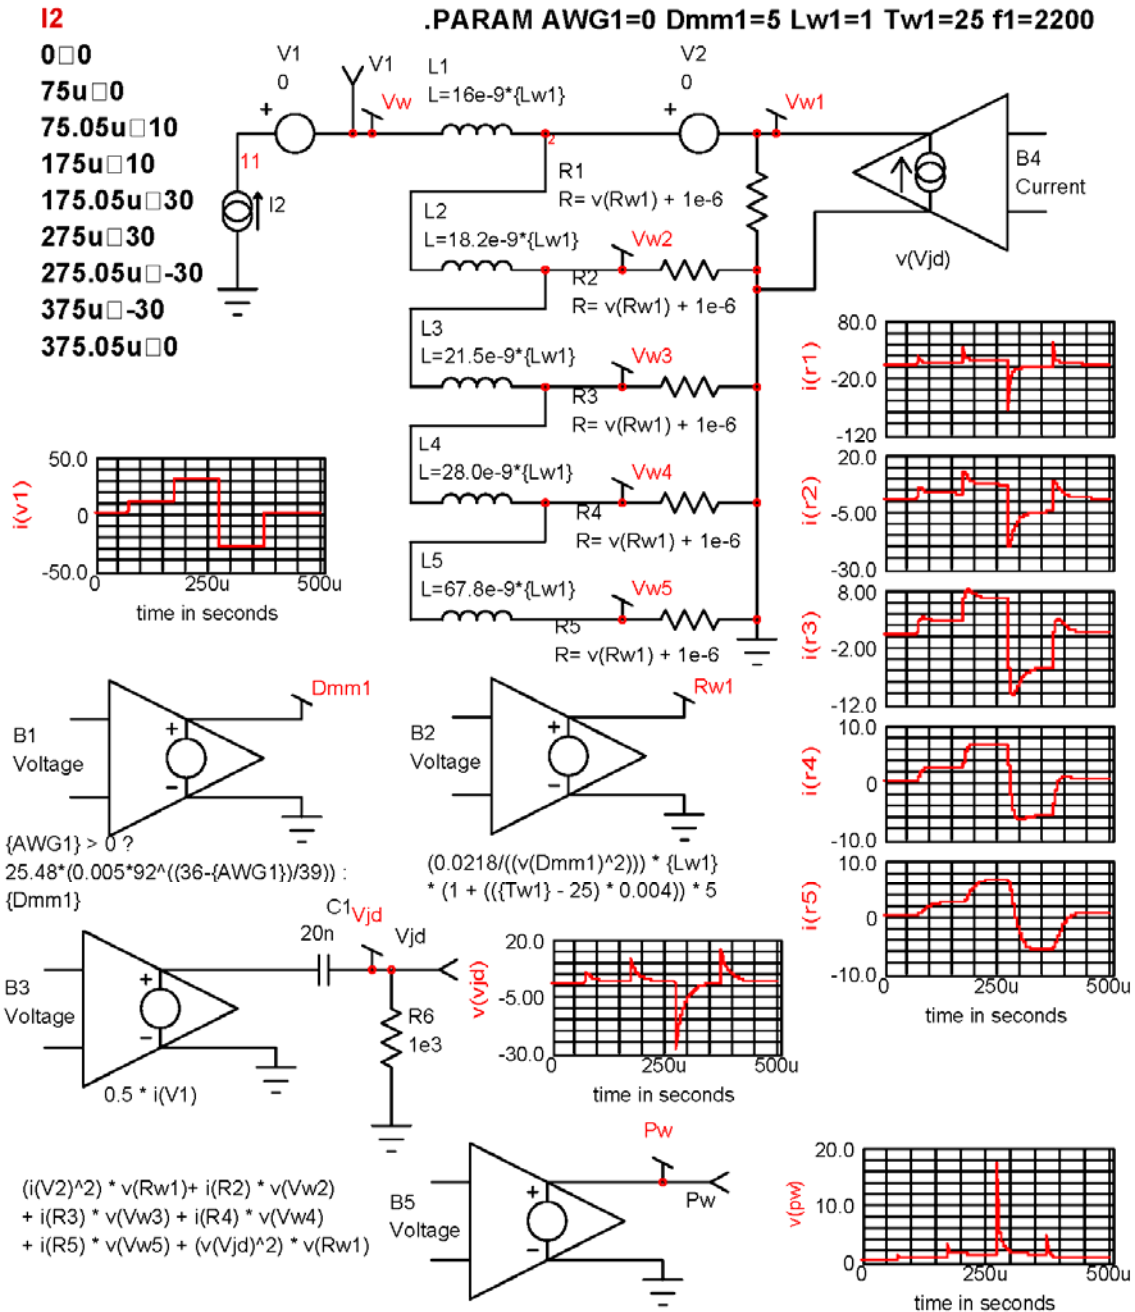 I2
.PARAM AWG1=0 Dmm1=5 Lw1=1 Tw1=25 f1=2200
0□0
75u□0
75.05u□10
175u□10
175.05u□30
275u□30
275.05u□-30
375u□-30
375.05u□0
V1
0
+
V1
Vw
L1
L=16e-9*{Lw1}
2
V2
0
+
Vw1
B4
Current
v(Vjd)
11
I2
R1
R= v(Rw1) + 1e-6
L2
L=18.2e-9*{Lw1}
Vw2
R2
R= v(Rw1) + 1e-6
L3
L=21.5e-9*{Lw1}
Vw3
R3
R= v(Rw1) + 1e-6
L4
L=28.0e-9*{Lw1}
Vw4
R4
R= v(Rw1) + 1e-6
L5
L=67.8e-9*{Lw1}
Vw5
R5
R= v(Rw1) + 1e-6
i(v1)
50.0
0
-50.0
0
250u
500u
time in seconds
i(r1)
80.0
-20.0
-120
i(r2)
20.0
-5.00
-30.0
i(r3)
8.00
-2.00
-12.0
i(r4)
10.0
0
-10.0
i(r5)
10.0
0
-10.0
0
250u
500u
time in seconds
Dmm1
B1
Voltage
+
−
{AWG1} > 0 ?
25.48*(0.005*92^((36-{AWG1})/39)) :
{Dmm1}
Rw1
B2
Voltage
+
−
(0.0218/((v(Dmm1)^2))) * {Lw1}
* (1 + (({Tw1} - 25) * 0.004)) * 5
B3
Voltage
+
−
0.5 * i(V1)
C1
20n
Vjd
Vjd
R6
1e3
v(vjd)
20.0
-5.00
-30.0
0
250u
500u
time in seconds
(i(V2)^2) * v(Rw1)+ i(R2) * v(Vw2)
+ i(R3) * v(Vw3) + i(R4) * v(Vw4)
+ i(R5) * v(Vw5) + (v(Vjd)^2) * v(Rw1)
B5
Voltage
+
−
Pw
Pw
v(pw)
20.0
10.0
0
0
250u
500u
time in seconds